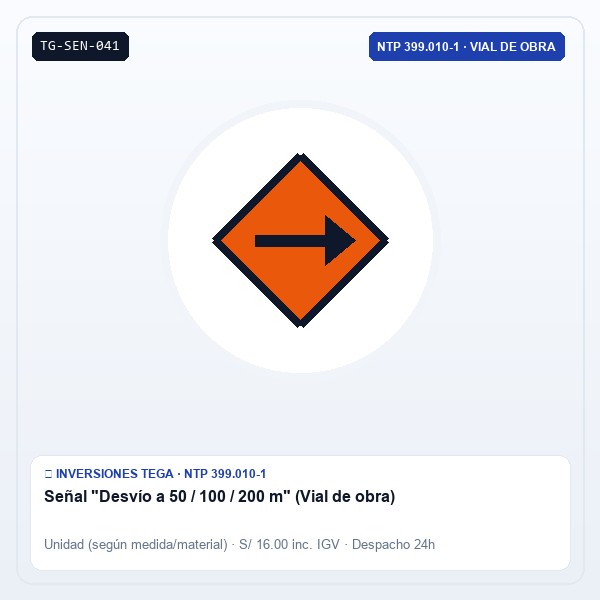 TG-SEN-041
NTP 399.010-1 · VIAL DE OBRA
INVERSIONES TEGA · NTP 399.010-1
Señal "Desvío a 50 / 100 / 200 m" (Vial de obra)
Unidad (según medida/material) · S/ 16.00 inc. IGV · Despacho 24h